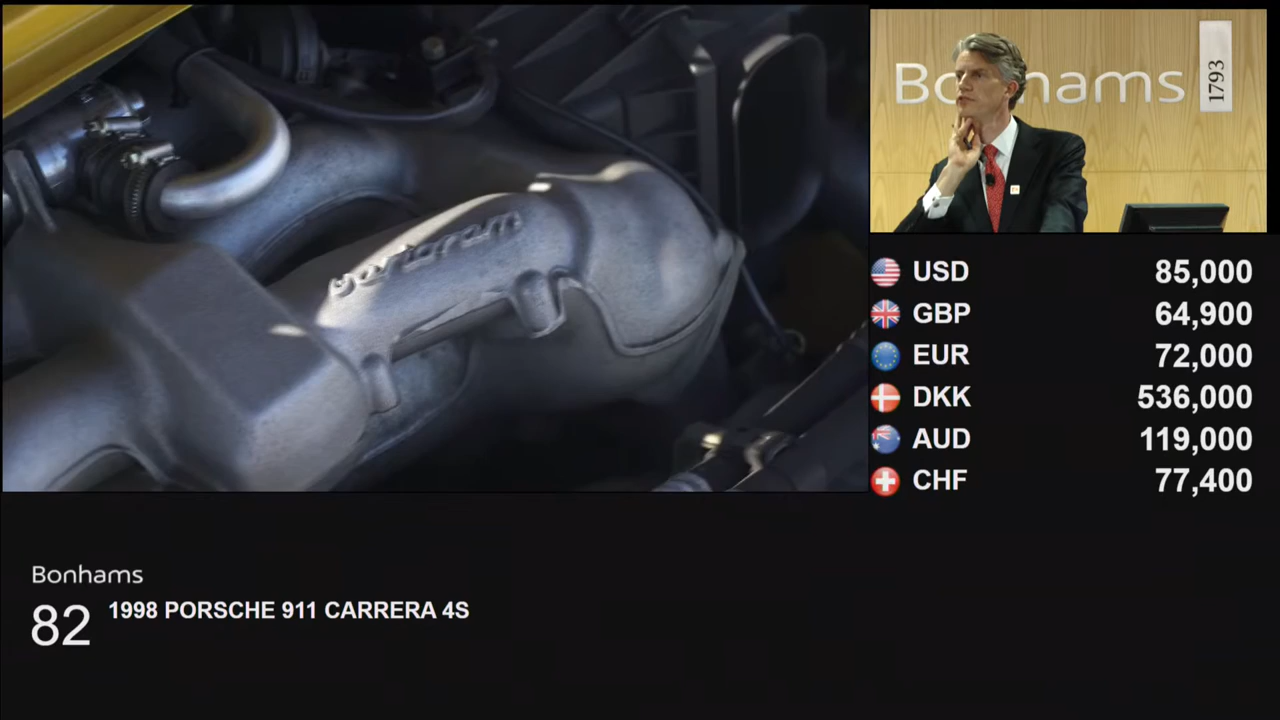 varioram
Bonhams
1793
USD 85,000
GBP 64,900
EUR 72,000
DKK 536,000
AUD 119,000
CHF 77,400
Bonhams
82 1998 PORSCHE 911 CARRERA 4S